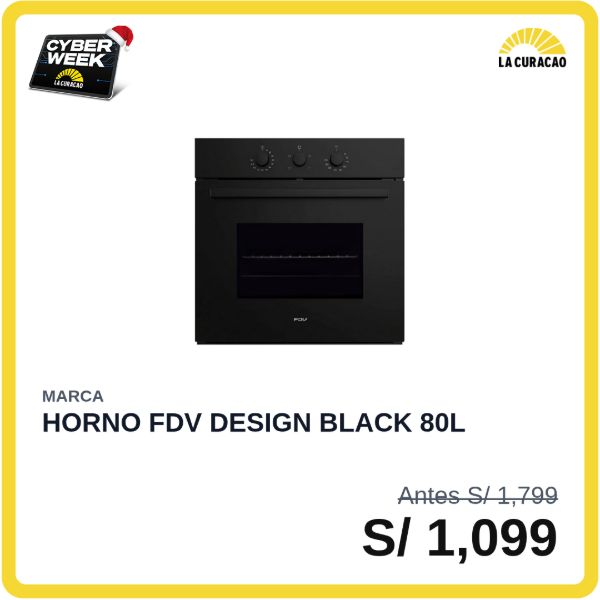 CYBER
WEEK
LA CURACAO
LA CURACAO
FDV
MARCA
HORNO FDV DESIGN BLACK 80L
Antes S/ 1,799
S/ 1,099